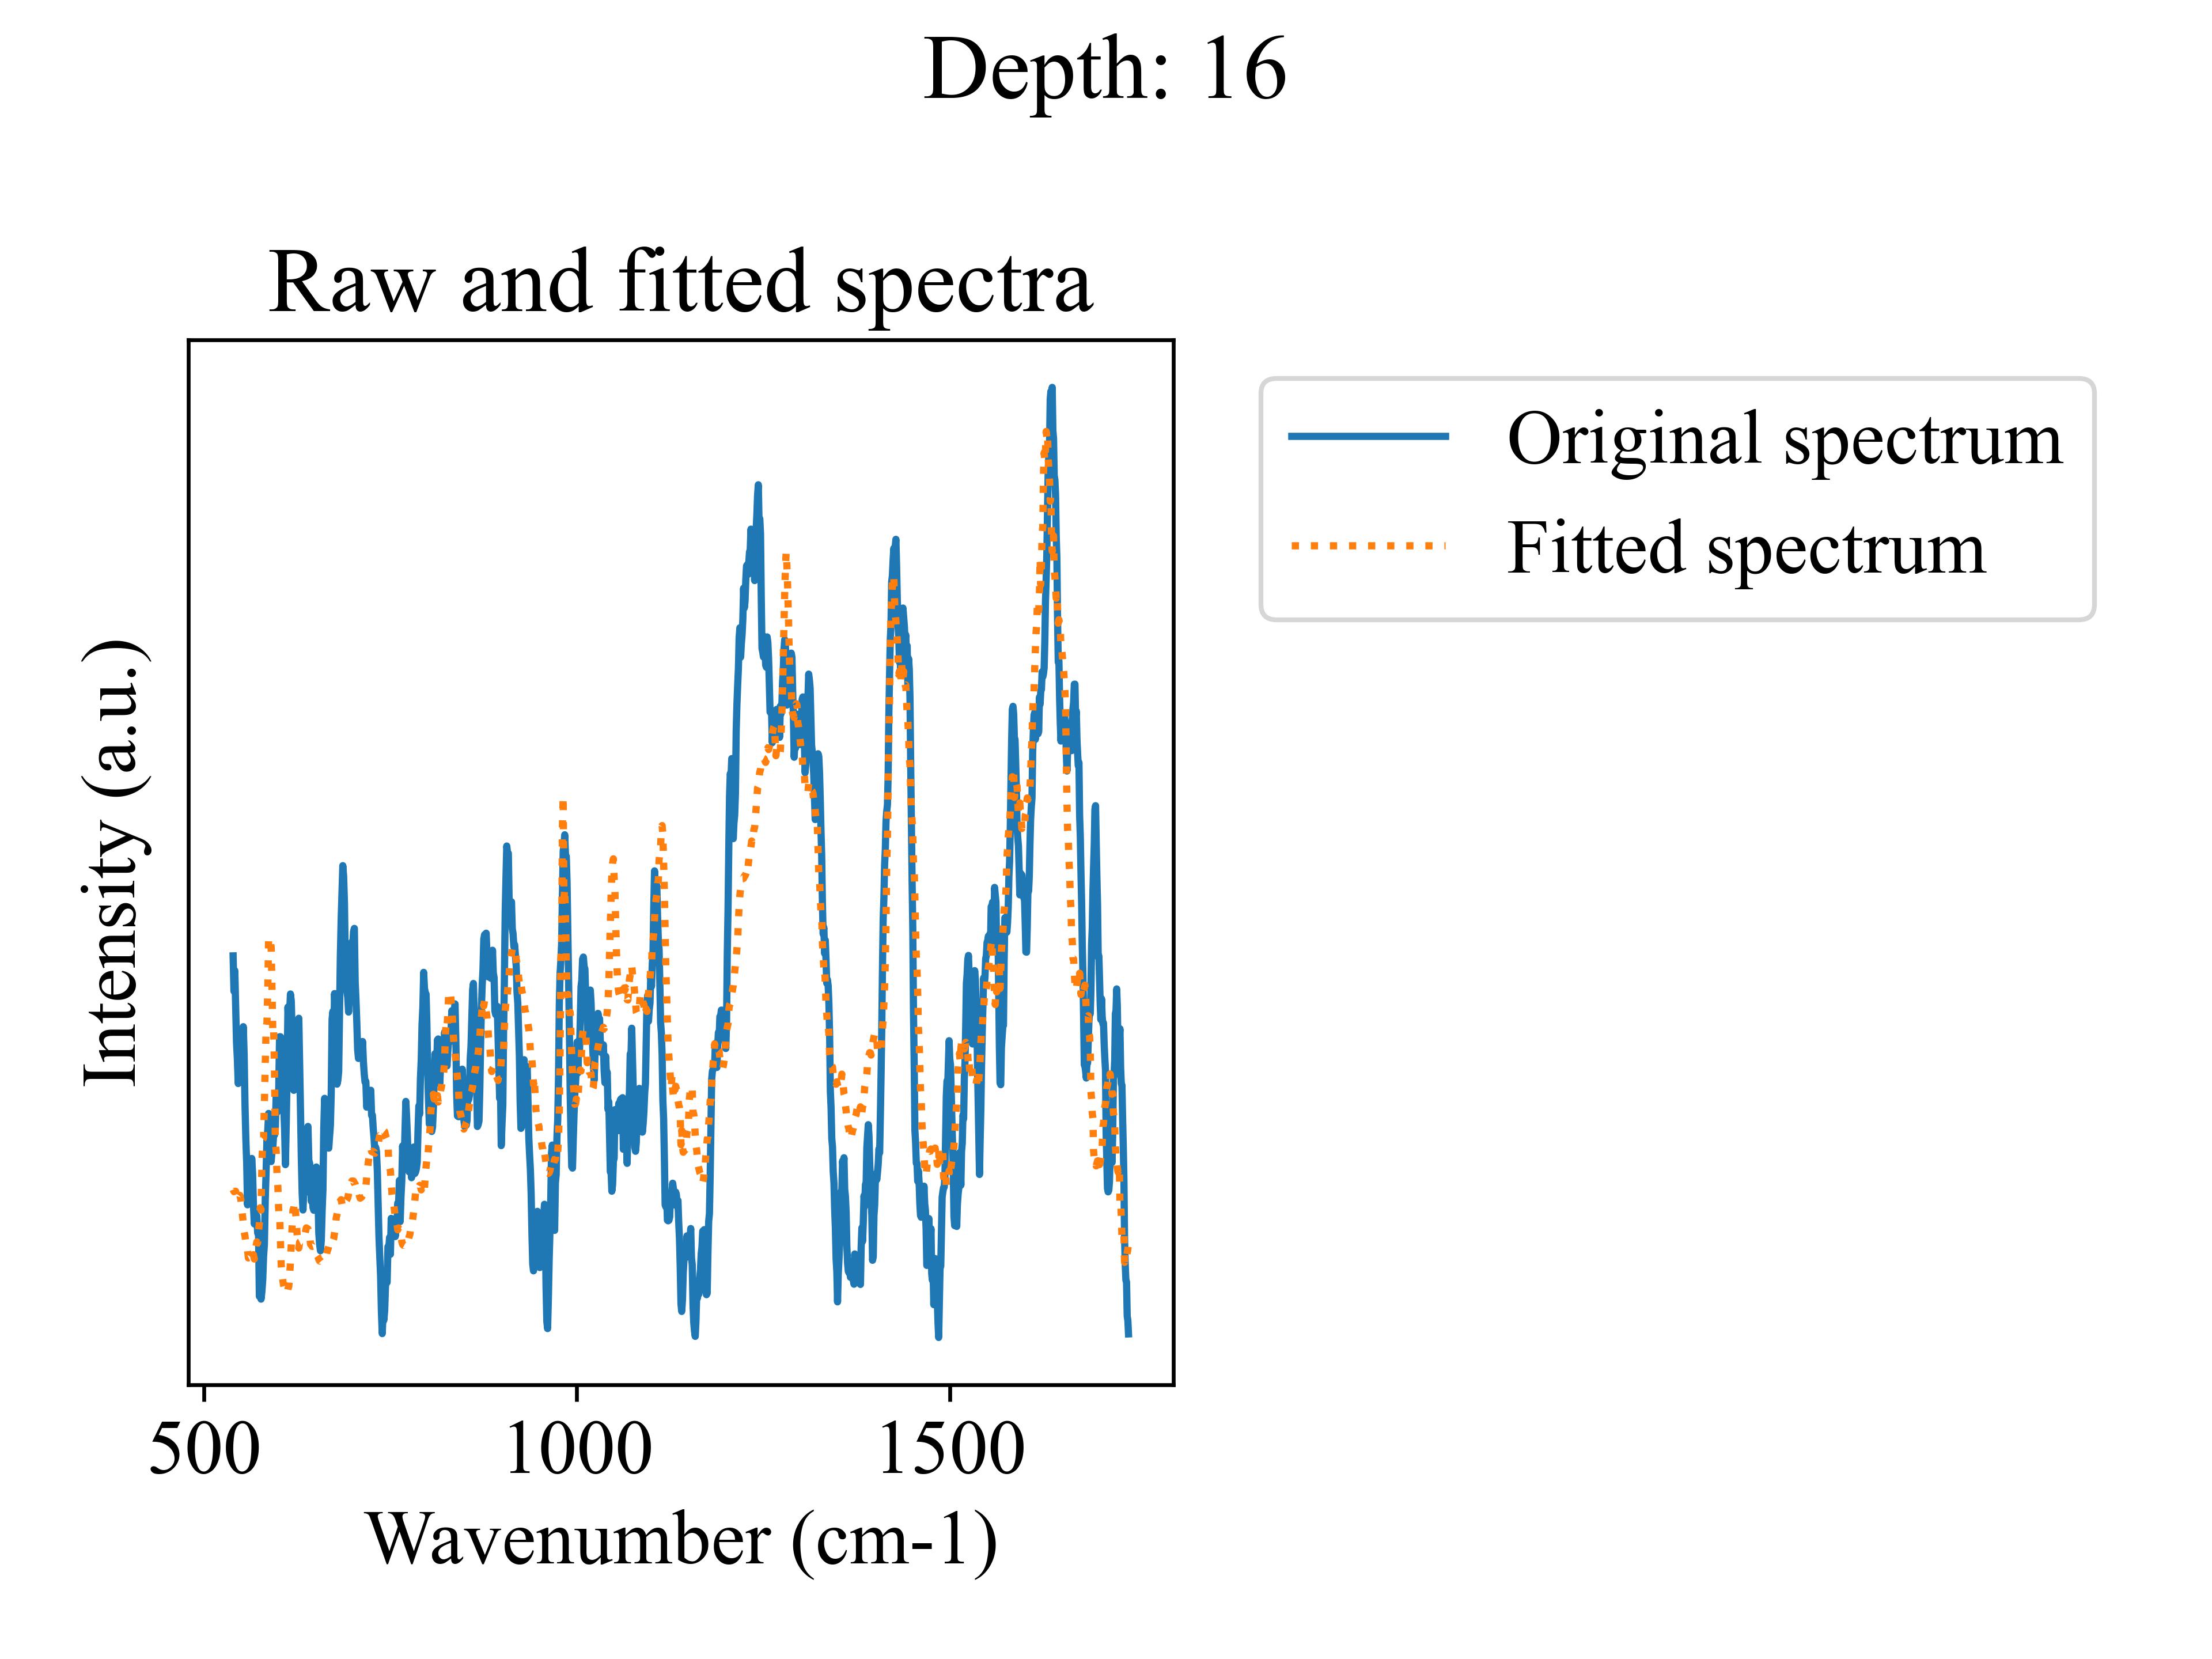 Depth: 16
Raw and fitted spectra
Original spectrum
Fitted spectrum
Intensity (a.u.)
500 1000 1500
Wavenumber (cm-1)